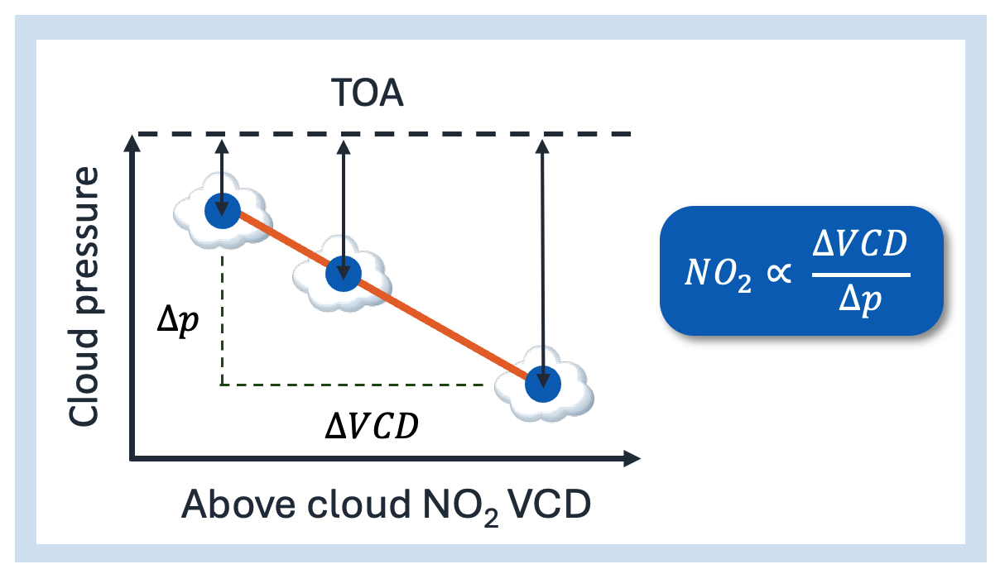 TOA
Cloud pressure
Δp
ΔVCD
Above cloud NO₂ VCD
NO₂ ∝ ΔVCD / Δp